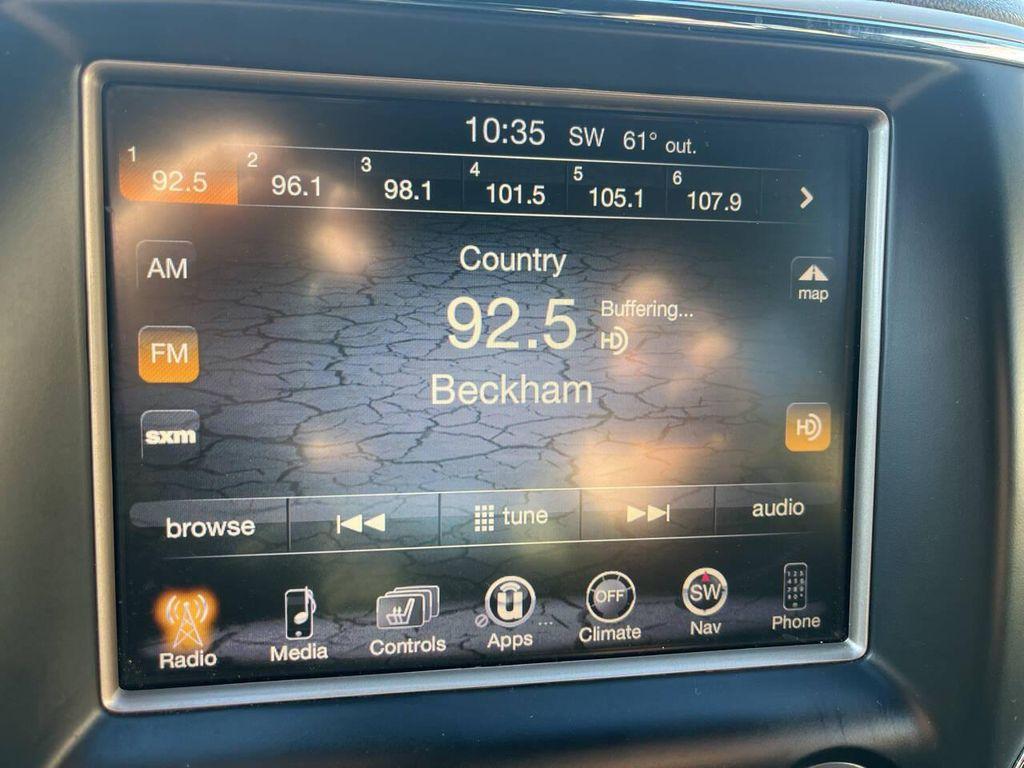 10:35 SW 61° out.
1 92.5 2 96.1 3 98.1 4 101.5 5 105.1 6 107.9
AM
Country
map
FM
92.5 Buffering...
HD
Beckham
sxm
HD
browse tune audio
Radio Media Controls Apps OFF Climate SW Nav Phone